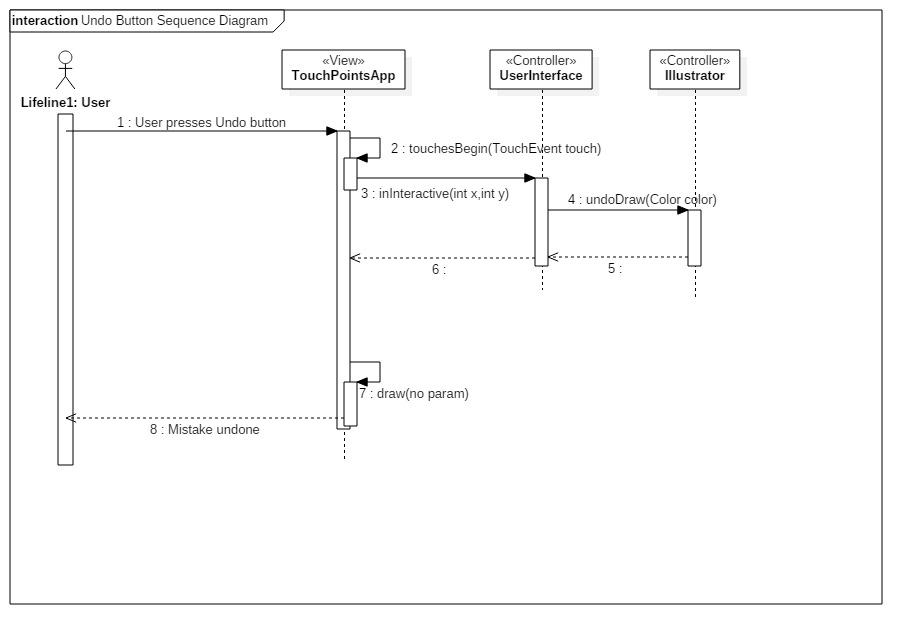 interaction Undo Button Sequence Diagram
«View»
TouchPointsApp
«Controller»
UserInterface
«Controller»
Illustrator
Lifeline1: User
1 : User presses Undo button
2 : touchesBegin(TouchEvent touch)
3 : inInteractive(int x,int y)
4 : undoDraw(Color color)
5 :
6 :
7 : draw(no param)
8 : Mistake undone